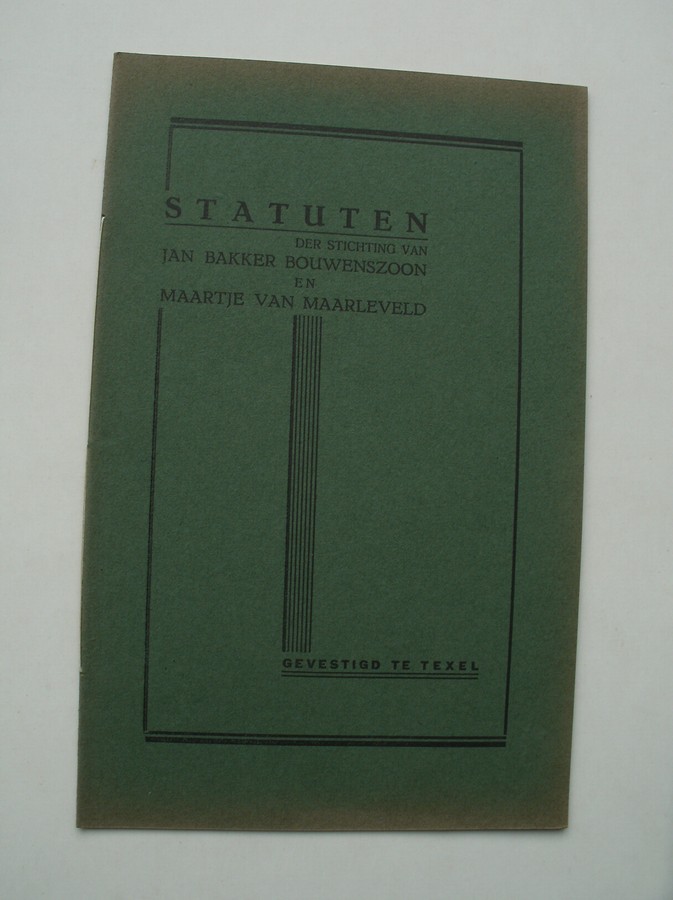 STATUTEN
DER STICHTING VAN
JAN BAKKER BOUWENSZOON
EN
MAARTJE VAN MAARLEVELD
GEVESTIGD TE TEXEL